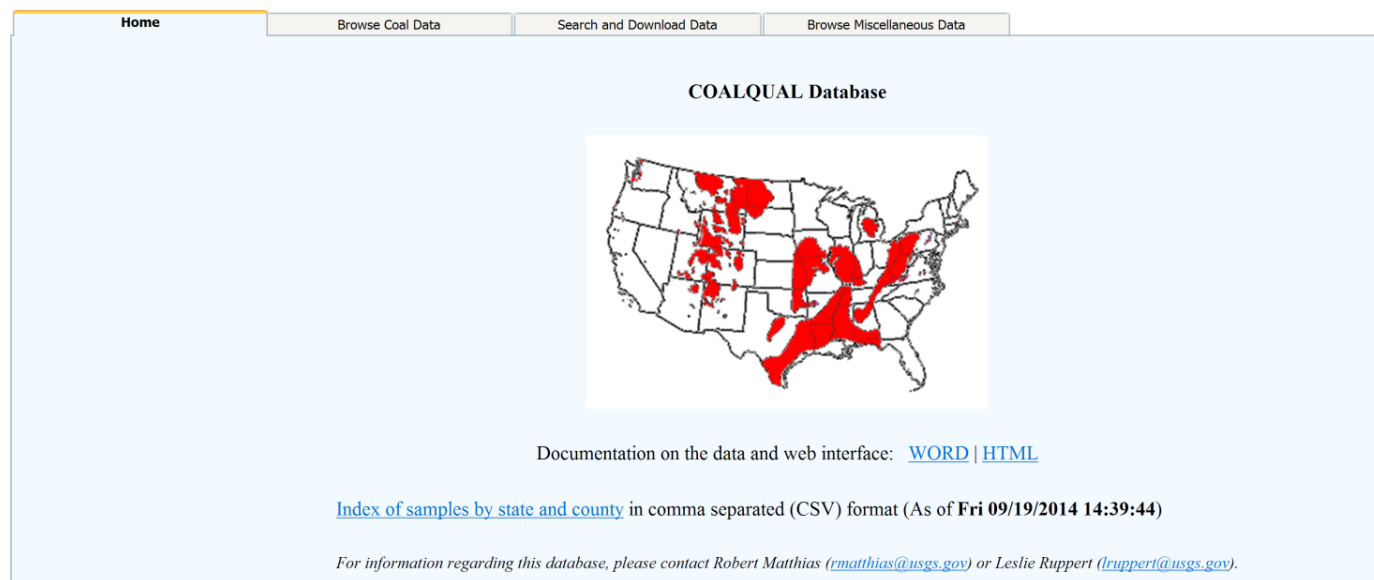 Home
Browse Coal Data
Search and Download Data
Browse Miscellaneous Data
COALQUAL Database
Documentation on the data and web interface: WORD | HTML
Index of samples by state and county in comma separated (CSV) format (As of Fri 09/19/2014 14:39:44)
For information regarding this database, please contact Robert Matthias (rmatthias@usgs.gov) or Leslie Ruppert (lruppert@usgs.gov).